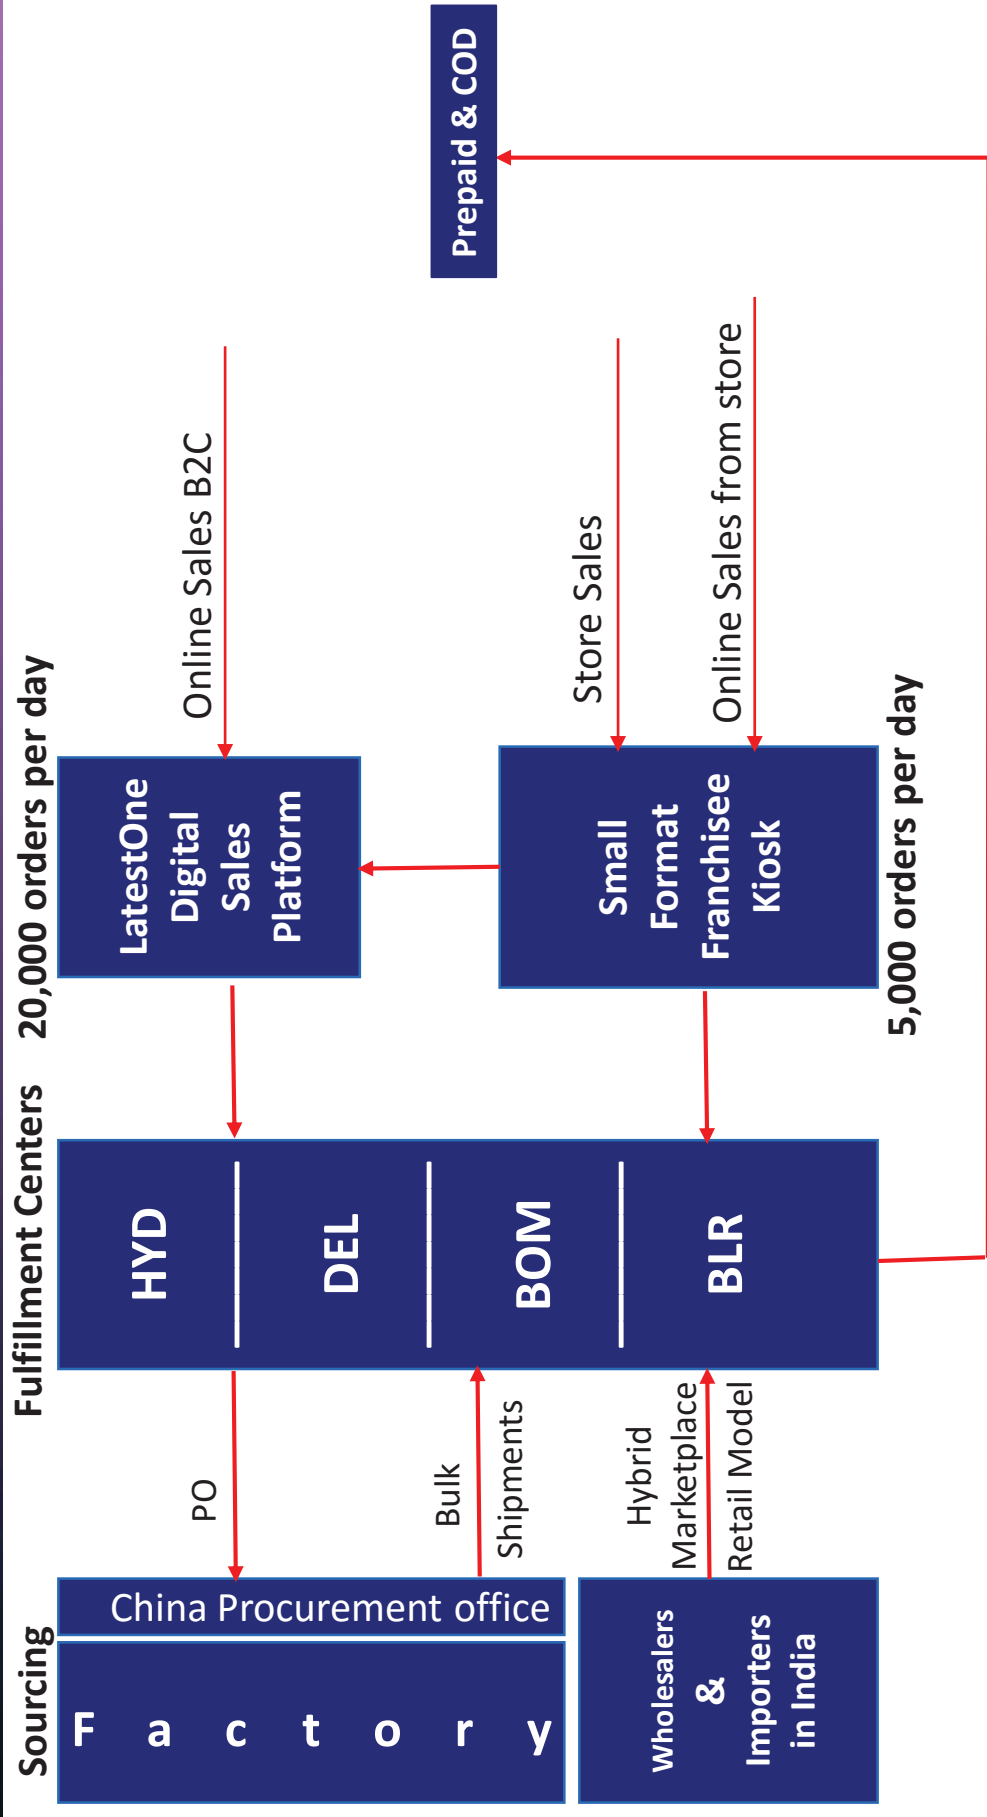 Sourcing
Fulfillment Centers
20,000 orders per day
Factory
China Procurement office
Wholesalers
&
Importers
in India
PO
Bulk
Shipments
Hybrid
Marketplace
Retail Model
HYD
DEL
BOM
BLR
LatestOne
Digital
Sales
Platform
Small
Format
Franchisee
Kiosk
5,000 orders per day
Online Sales B2C
Store Sales
Online Sales from store
Prepaid & COD